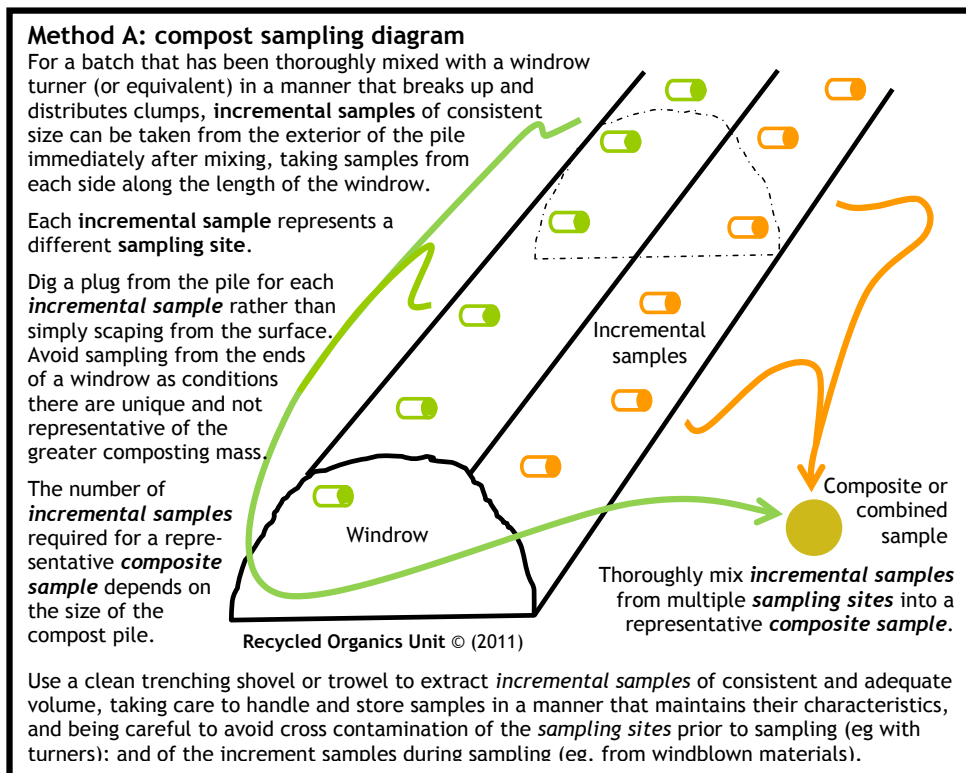 Method A: compost sampling diagram
For a batch that has been thoroughly mixed with a windrow
turner (or equivalent) in a manner that breaks up and
distributes clumps, incremental samples of consistent
size can be taken from the exterior of the pile
immediately after mixing, taking samples from
each side along the length of the windrow.
Each incremental sample represents a
different sampling site.
Dig a plug from the pile for each
incremental sample rather than
simply scaping from the surface.
Avoid sampling from the ends
of a windrow as conditions
there are unique and not
representative of the
greater composting mass.
The number of
incremental samples
required for a repre-
sentative composite
sample depends on
the size of the
compost pile.
Incremental
samples
Windrow
Composite or
combined
sample
Thoroughly mix incremental samples
from multiple sampling sites into a
representative composite sample.
Recycled Organics Unit © (2011)
Use a clean trenching shovel or trowel to extract incremental samples of consistent and adequate
volume, taking care to handle and store samples in a manner that maintains their characteristics,
and being careful to avoid cross contamination of the sampling sites prior to sampling (eg with
turners): and of the increment samples during sampling (eg. from windblown materials).